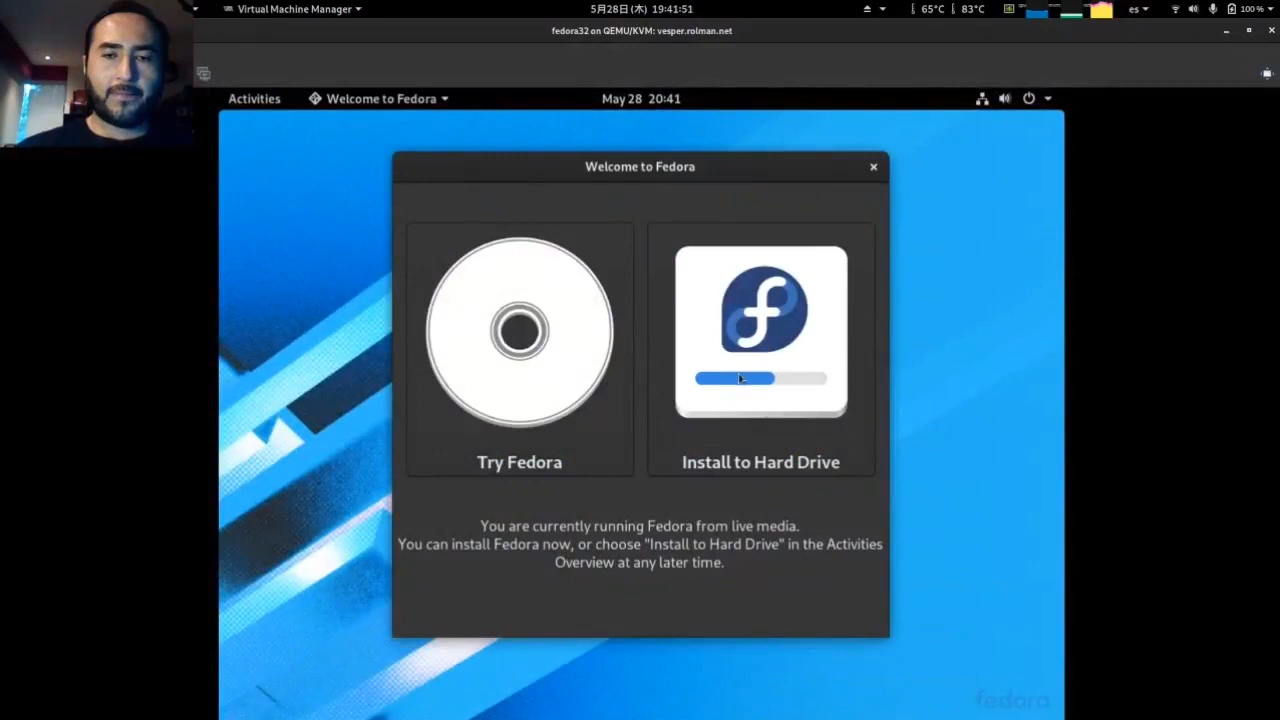 Virtual Machine Manager
5月28日 (木) 19:41:51
65°C
83°C
es
100 %
fedora32 on QEMU/KVM: vesper.rolman.net
Activities
Welcome to Fedora
May 28 20:41
Welcome to Fedora
Try Fedora
Install to Hard Drive
You are currently running Fedora from live media.
You can install Fedora now, or choose "Install to Hard Drive" in the Activities
Overview at any later time.
fedora